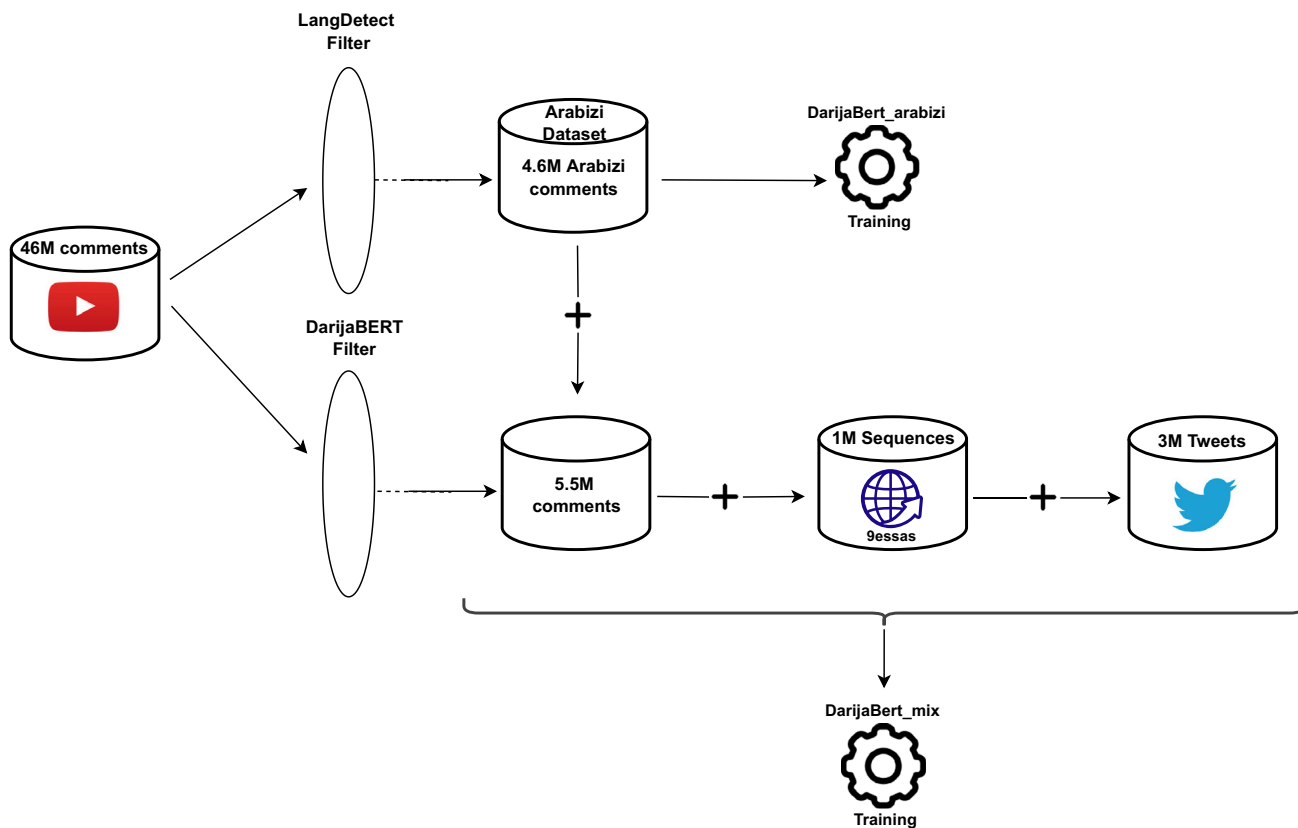 LangDetect
Filter
Arabizi
Dataset
4.6M Arabizi
comments
DarijaBert_arabizi
Training
46M comments
DarijaBERT
Filter
5.5M
comments
1M Sequences
9essas
3M Tweets
DarijaBert_mix
Training